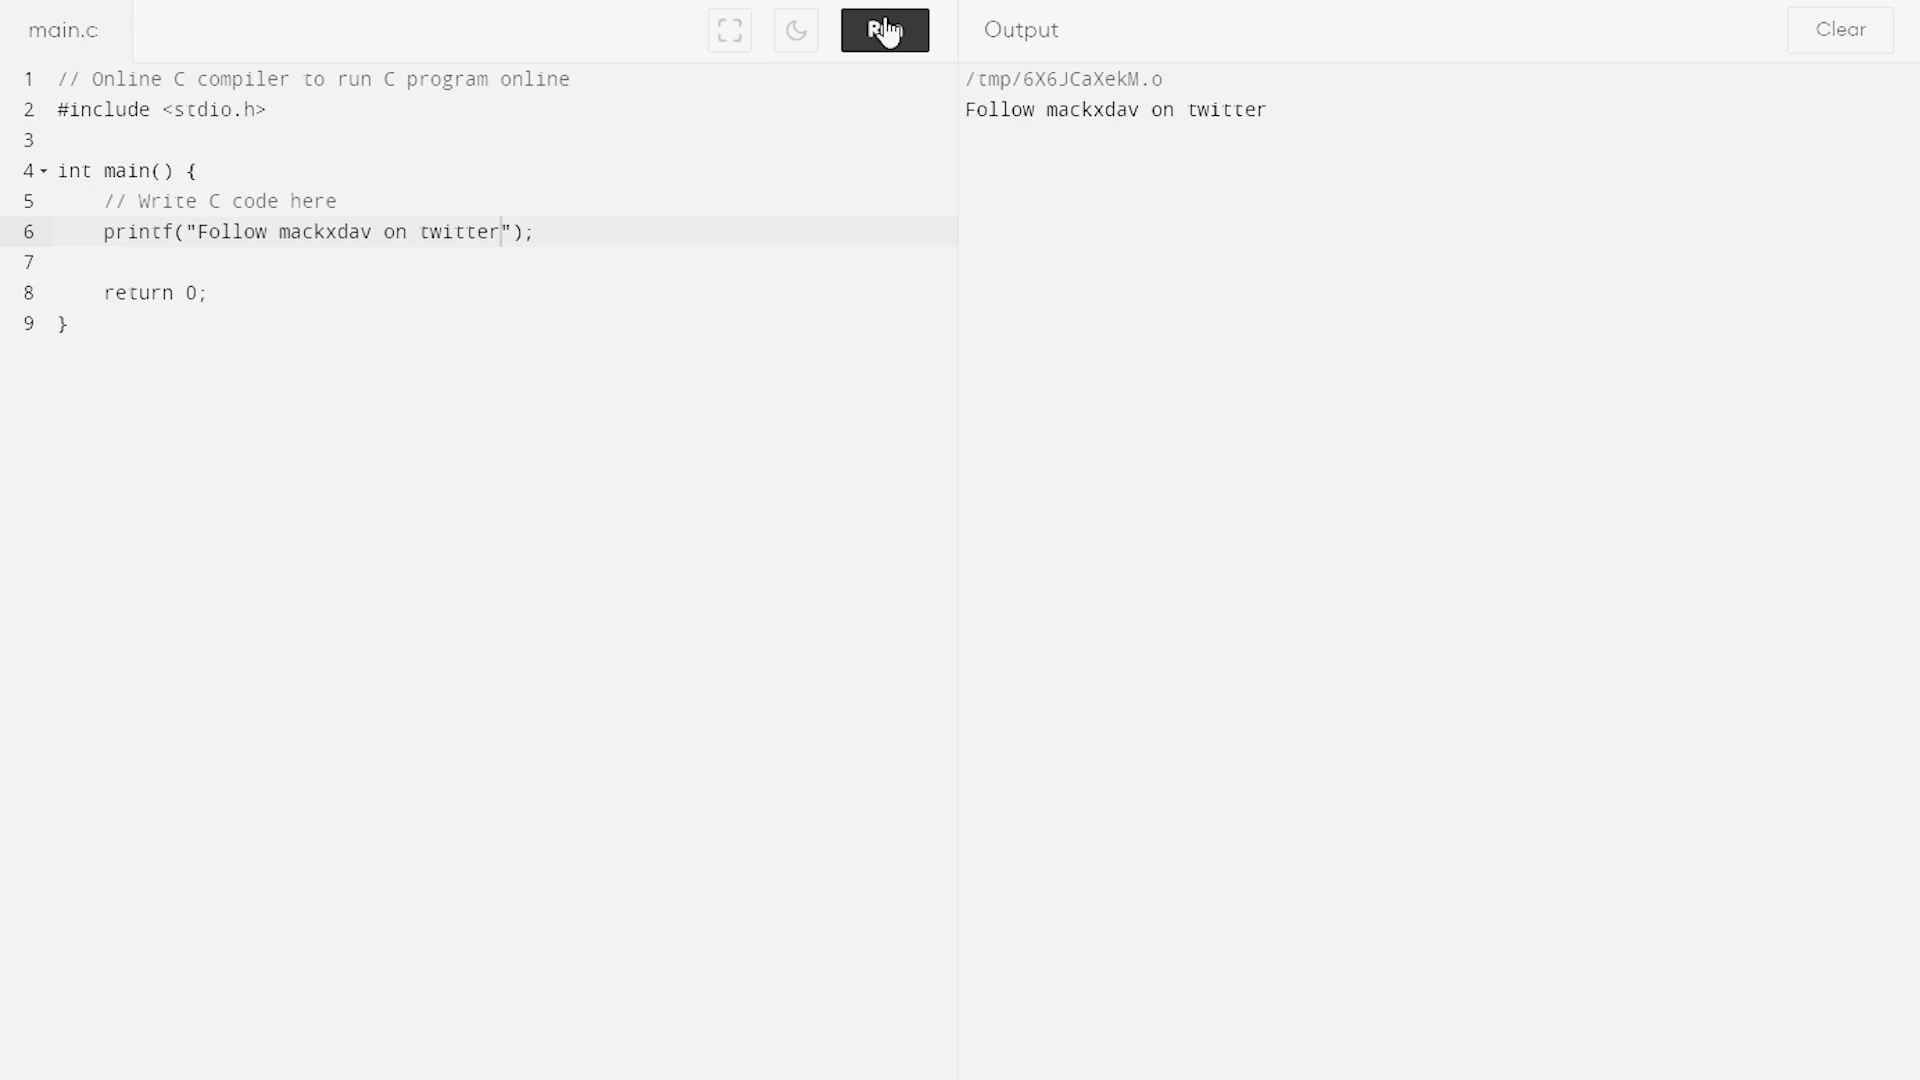 main.c
Run
Output
Clear
1 // Online C compiler to run C program online
2 #include <stdio.h>
3
4 int main() {
5     // Write C code here
6     printf("Follow mackxdav on twitter");
7
8     return 0;
9 }
/tmp/6X6JCaXekM.o
Follow mackxdav on twitter